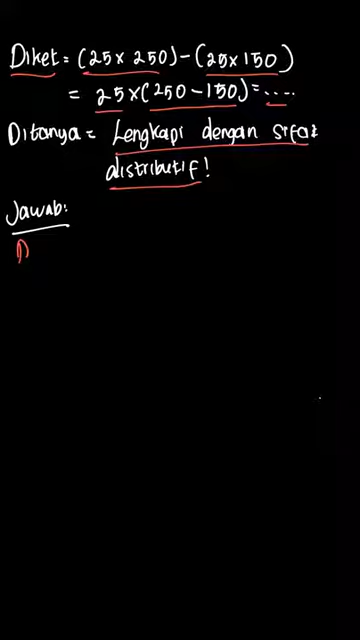 Diket = (25 x 250) - (25 x 150)
= 25 x (250 - 150) = ....
Ditanya = Lengkapi dengan sifat
distributif!
Jawab: